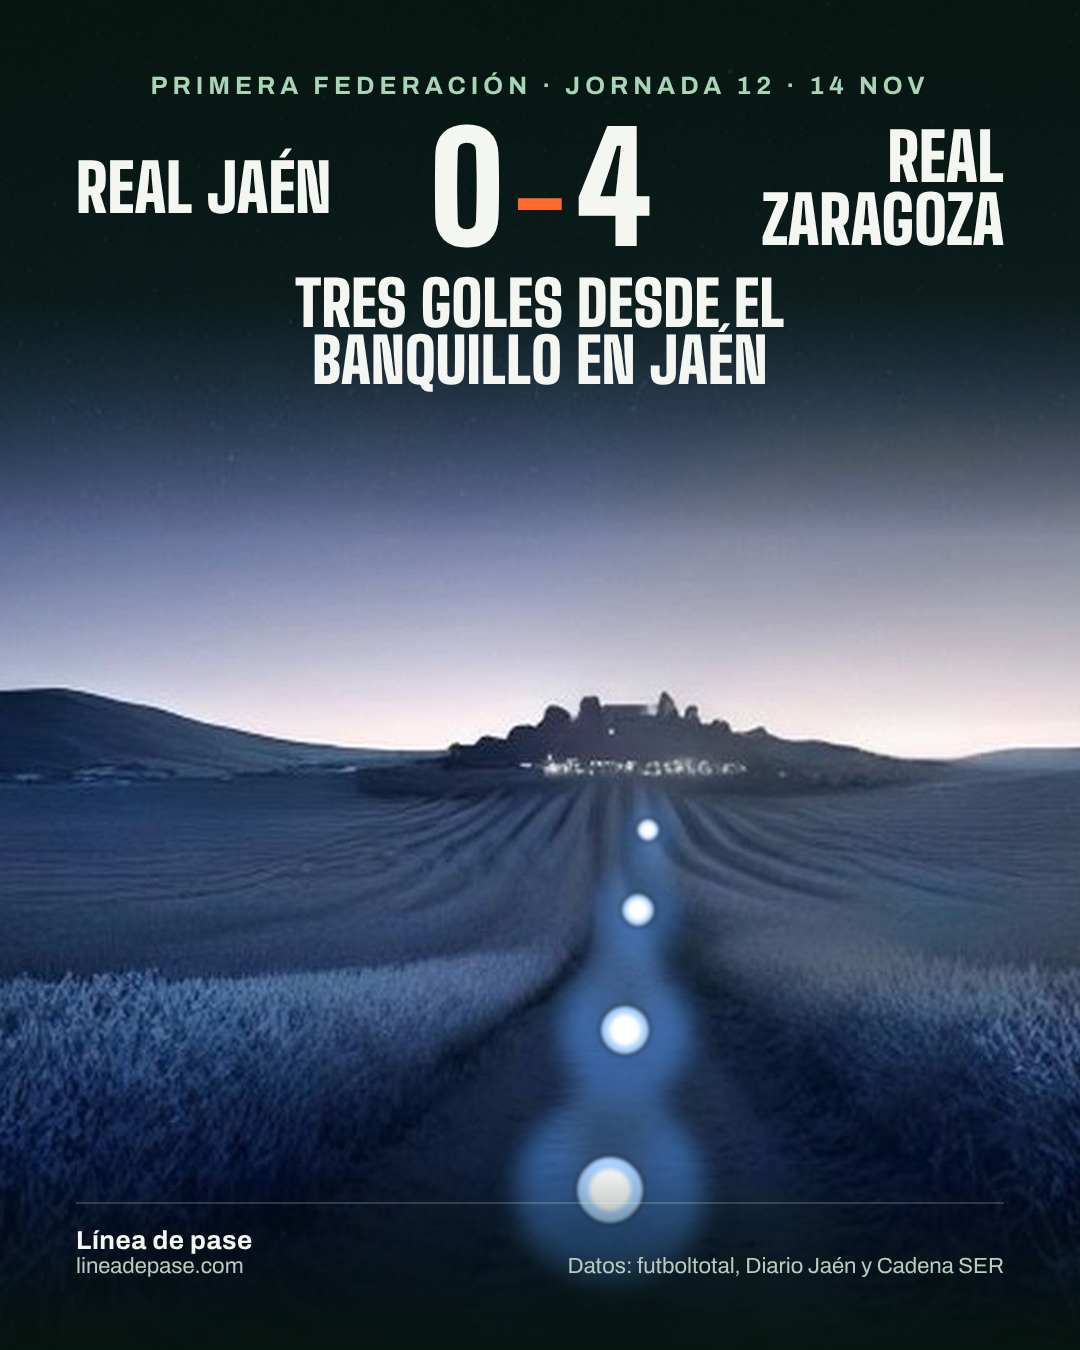 PRIMERA FEDERACIÓN · JORNADA 12 · 14 NOV
REAL JAÉN
0–4
REAL
ZARAGOZA
TRES GOLES DESDE EL
BANQUILLO EN JAÉN
Línea de pase
lineadepase.com
Datos: futboltotal, Diario Jaén y Cadena SER